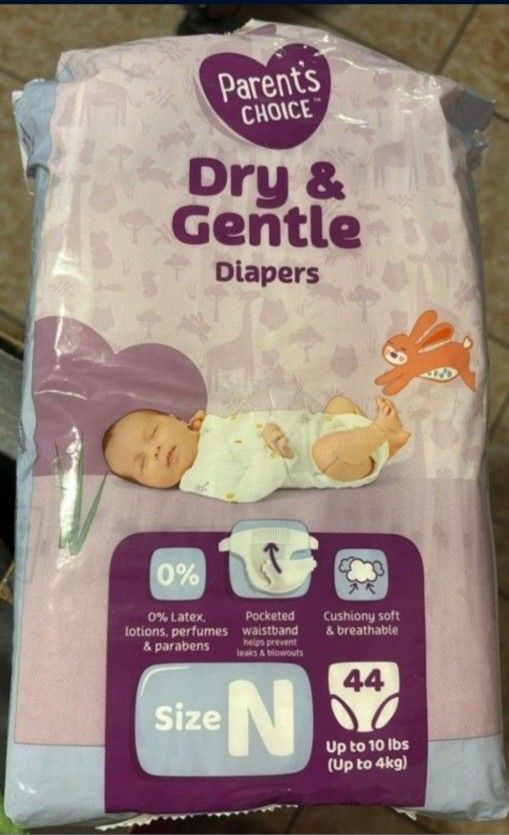 Parent's
CHOICE™
Dry &
Gentle
Diapers
0%
0% Latex,
lotions, perfumes
& parabens
Pocketed
waistband
helps prevent
leaks & blowouts
Cushiony soft
& breathable
Size N
44
Up to 10 lbs
(Up to 4kg)